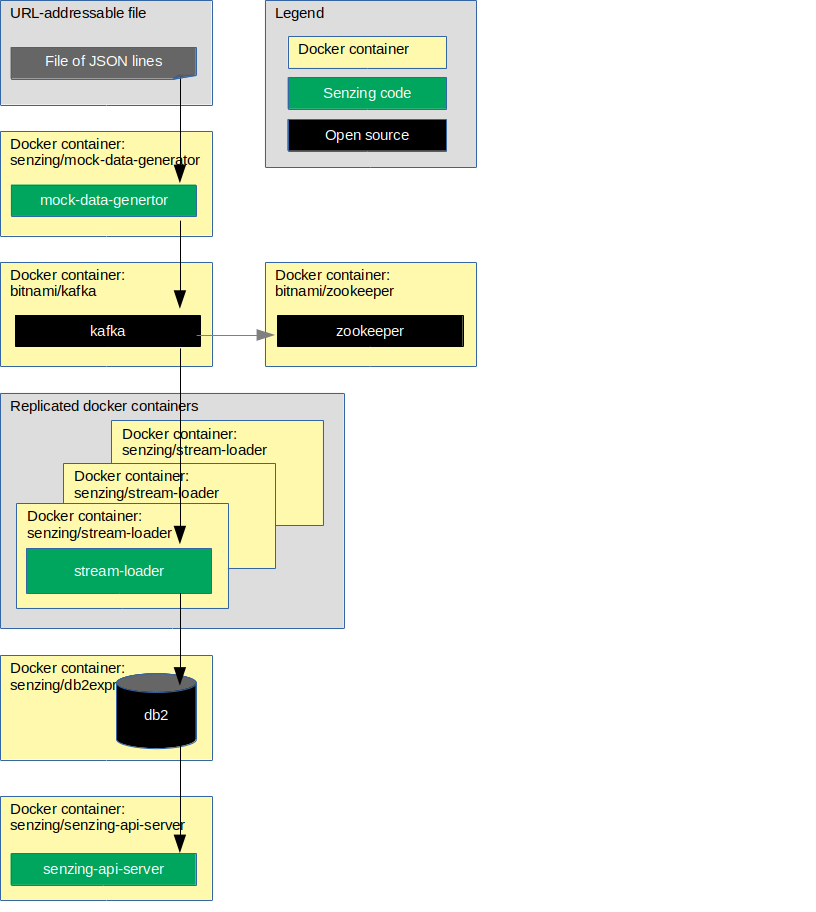 URL-addressable file
File of JSON lines
Legend
Docker container
Senzing code
Open source
Docker container:
senzing/mock-data-generator
mock-data-genertor
Docker container:
bitnami/kafka
kafka
Docker container:
bitnami/zookeeper
zookeeper
Replicated docker containers
Docker container:
senzing/stream-loader
Docker container:
senzing/stream-loader
Docker container:
senzing/stream-loader
stream-loader
Docker container:
senzing/db2expr
db2
Docker container:
senzing/senzing-api-server
senzing-api-server